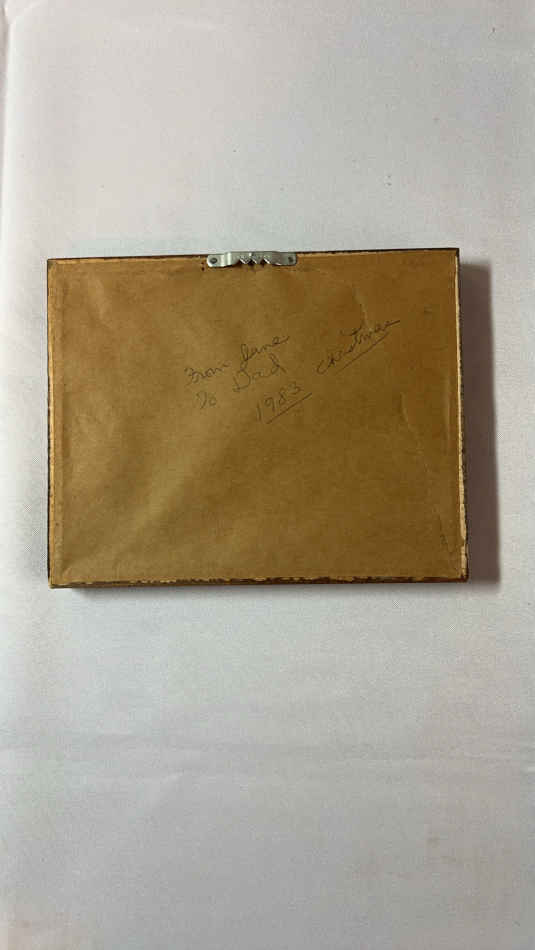 From Jane
To Dad
Christmas
1983